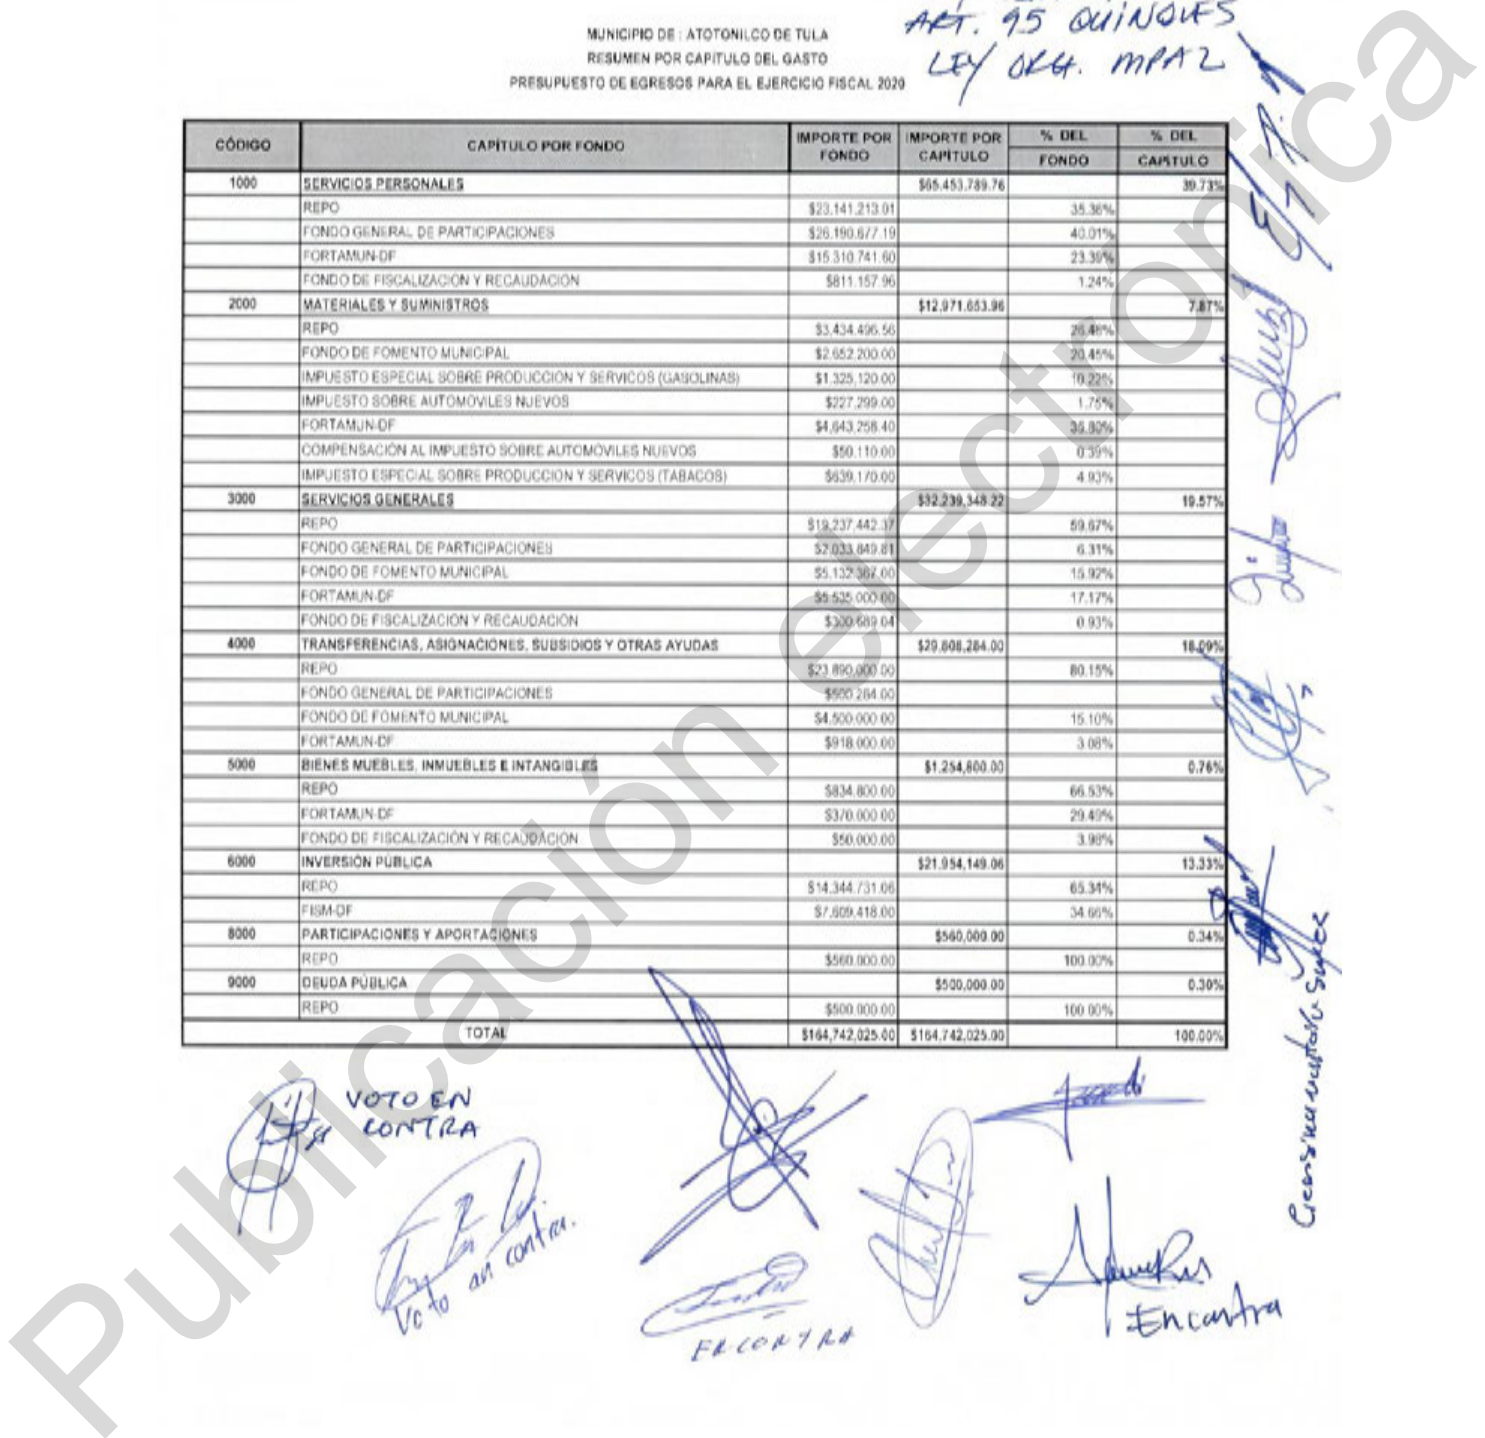 ART. 95 QUINQUIES
LEY ORG. MPAL
MUNICIPIO DE : ATOTONILCO DE TULA
RESUMEN POR CAPITULO DEL GASTO
PRESUPUESTO DE EGRESOS PARA EL EJERCICIO FISCAL 2020
CÓDIGO CAPÍTULO POR FONDO IMPORTE POR FONDO IMPORTE POR CAPÍTULO % DEL FONDO % DEL CAPITULO
1000 SERVICIOS PERSONALES $65,453,789.76 39.73%
REPO $23,141,213.01 35.36%
FONDO GENERAL DE PARTICIPACIONES $26,190,677.19 40.01%
FORTAMUN-DF $15,310,741.60 23.39%
FONDO DE FISCALIZACION Y RECAUDACION $811,157.96 1.24%
2000 MATERIALES Y SUMINISTROS $12,971,653.96 7.87%
REPO $3,434,496.56 26.48%
FONDO DE FOMENTO MUNICIPAL $2,652,200.00 20.45%
IMPUESTO ESPECIAL SOBRE PRODUCCION Y SERVICOS (GASOLINAS) $1,325,120.00 10.22%
IMPUESTO SOBRE AUTOMOVILES NUEVOS $227,299.00 1.75%
FORTAMUN-DF $4,643,258.40 35.80%
COMPENSACIÓN AL IMPUESTO SOBRE AUTOMOVILES NUEVOS $50,110.00 0.39%
IMPUESTO ESPECIAL SOBRE PRODUCCION Y SERVICOS (TABACOS) $639,170.00 4.93%
3000 SERVICIOS GENERALES $32,239,348.22 19.57%
REPO $19,237,442.37 59.67%
FONDO GENERAL DE PARTICIPACIONES $2,033,849.81 6.31%
FONDO DE FOMENTO MUNICIPAL $5,132,367.00 15.92%
FORTAMUN-DF $5,535,000.00 17.17%
FONDO DE FISCALIZACION Y RECAUDACIÓN $300,689.04 0.93%
4000 TRANSFERENCIAS, ASIGNACIONES, SUBSIDIOS Y OTRAS AYUDAS $29,808,264.00 18.09%
REPO $23,890,000.00 80.15%
FONDO GENERAL DE PARTICIPACIONES $500,264.00
FONDO DE FOMENTO MUNICIPAL $4,500,000.00 15.10%
FORTAMUN-DF $918,000.00 3.08%
5000 BIENES MUEBLES, INMUEBLES E INTANGIBLES $1,254,800.00 0.76%
REPO $834,800.00 66.53%
FORTAMUN-DF $370,000.00 29.49%
FONDO DE FISCALIZACIÓN Y RECAUDACIÓN $50,000.00 3.98%
6000 INVERSIÓN PÚBLICA $21,954,149.06 13.33%
REPO $14,344,731.06 65.34%
FISM-DF $7,609,418.00 34.66%
8000 PARTICIPACIONES Y APORTACIONES $560,000.00 0.34%
REPO $560,000.00 100.00%
9000 DEUDA PÚBLICA $500,000.00 0.30%
REPO $500,000.00 100.00%
TOTAL $164,742,025.00 $164,742,025.00 100.00%
VOTO EN
CONTRA
Voto en contra.
EN CONTRA
En contra
Publicación electrónica